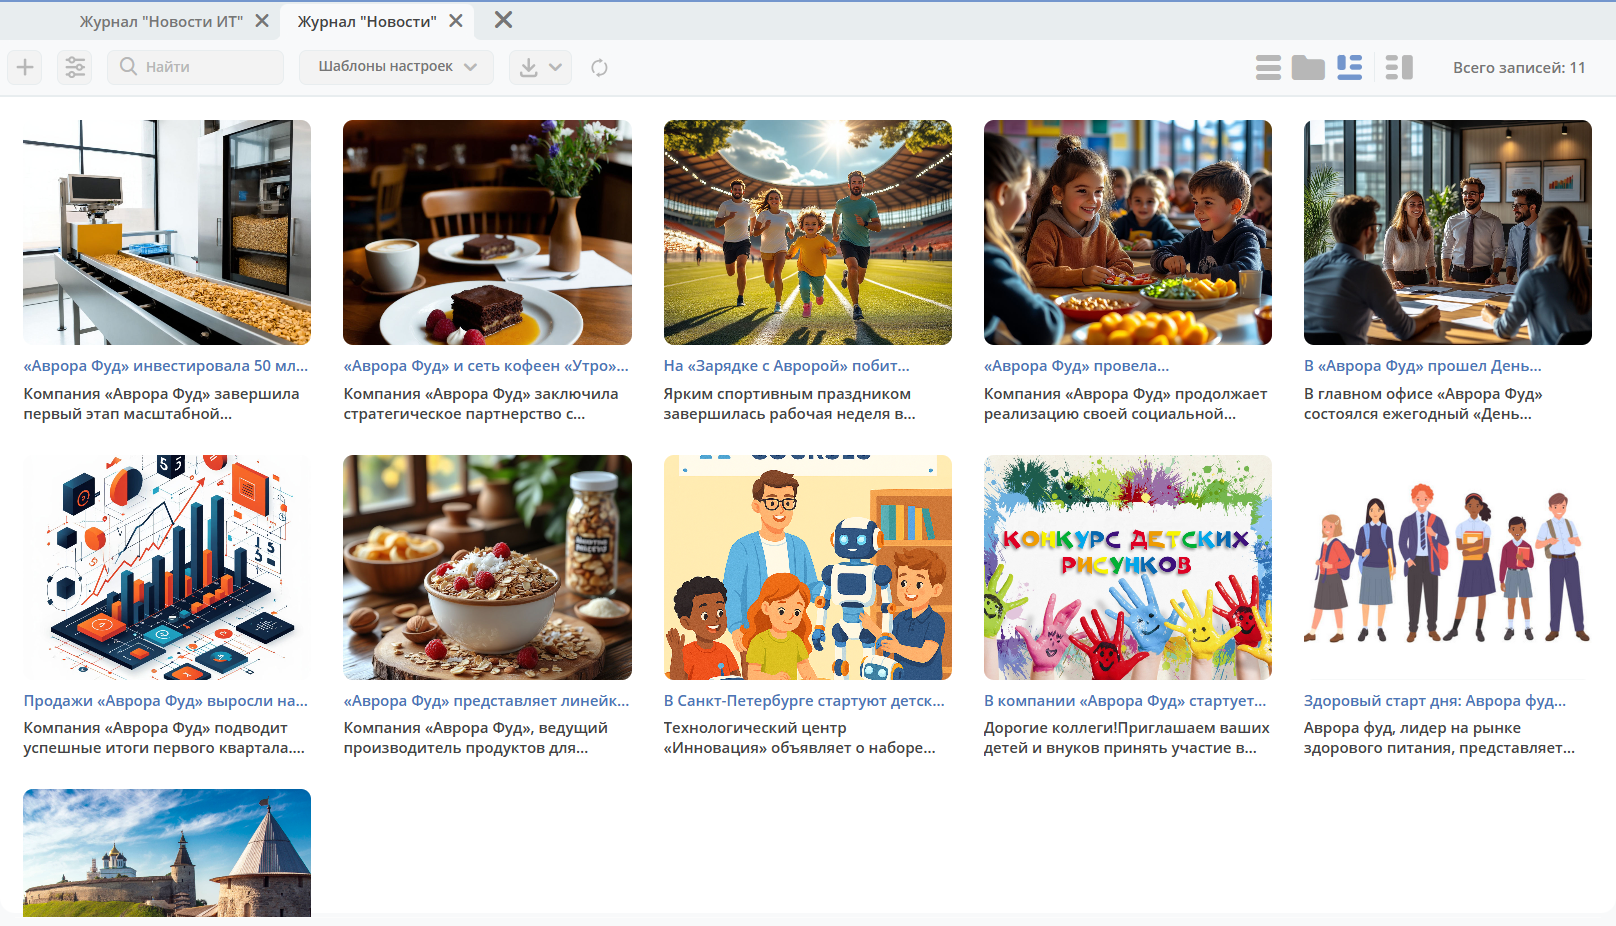 Журнал "Новости ИТ"
Журнал "Новости"
Найти
Шаблоны настроек
Всего записей: 11
«Аврора Фуд» инвестировала 50 мл...
Компания «Аврора Фуд» завершила
первый этап масштабной...
«Аврора Фуд» и сеть кофеен «Утро»...
Компания «Аврора Фуд» заключила
стратегическое партнерство с...
На «Зарядке с Авророй» побит...
Ярким спортивным праздником
завершилась рабочая неделя в...
«Аврора Фуд» провела...
Компания «Аврора Фуд» продолжает
реализацию своей социальной...
В «Аврора Фуд» прошел День...
В главном офисе «Аврора Фуд»
состоялся ежегодный «День...
Продажи «Аврора Фуд» выросли на...
Компания «Аврора Фуд» подводит
успешные итоги первого квартала....
«Аврора Фуд» представляет линейк...
Компания «Аврора Фуд», ведущий
производитель продуктов для...
В Санкт-Петербурге стартуют детск...
Технологический центр
«Инновация» объявляет о наборе...
КОНКУРС ДЕТСКИХ
РИСУНКОВ
В компании «Аврора Фуд» стартует...
Дорогие коллеги!Приглашаем ваших
детей и внуков принять участие в...
Здоровый старт дня: Аврора фуд...
Аврора фуд, лидер на рынке
здорового питания, представляет...